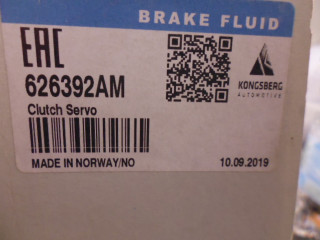 BRAKE FLUID
EAC
626392AM
KONGSBERG
AUTOMOTIVE
Clutch Servo
MADE IN NORWAY/NO
10.09.2019